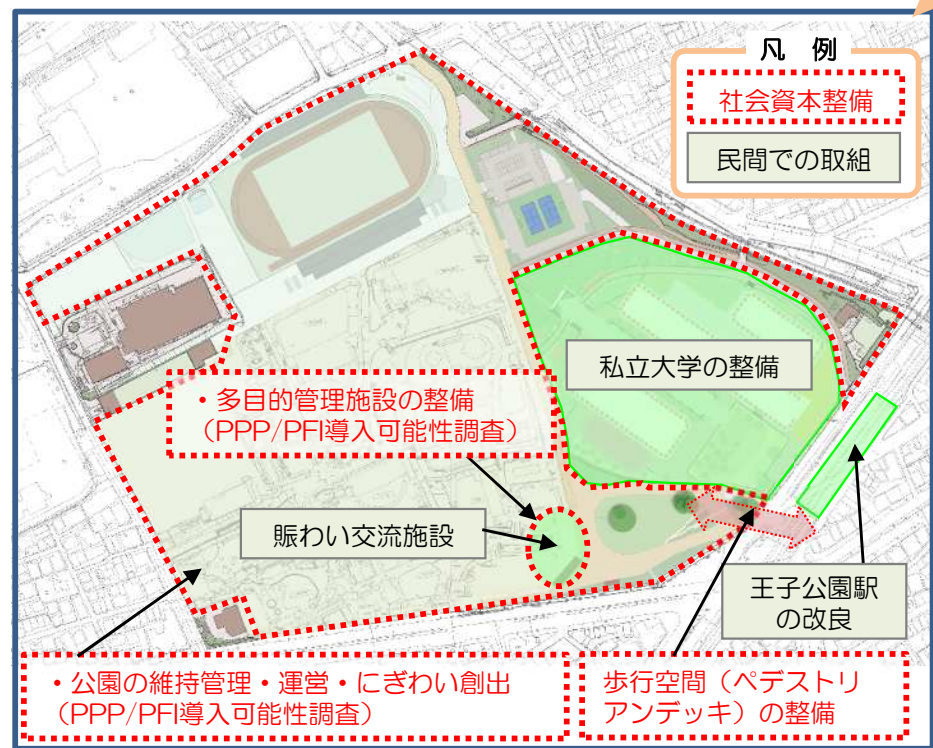 凡 例
社会資本整備
民間での取組
私立大学の整備
・多目的管理施設の整備
（PPP/PFI導入可能性調査）
賑わい交流施設
王子公園駅
の改良
・公園の維持管理・運営・にぎわい創出
（PPP/PFI導入可能性調査）
歩行空間（ペデストリ
アンデッキ）の整備